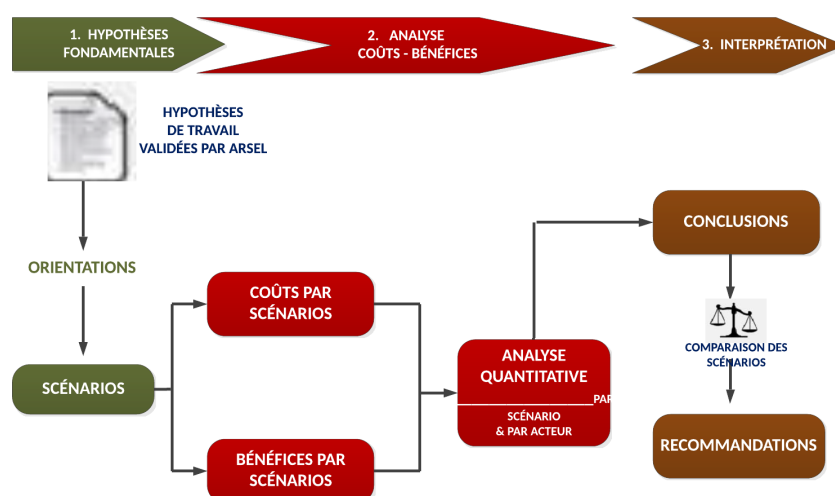 1. HYPOTHÈSES
FONDAMENTALES
2. ANALYSE
COÛTS - BÉNÉFICES
3. INTERPRÉTATION
HYPOTHÈSES
DE TRAVAIL
VALIDÉES PAR ARSEL
ORIENTATIONS
SCÉNARIOS
COÛTS PAR
SCÉNARIOS
BÉNÉFICES PAR
SCÉNARIOS
ANALYSE
QUANTITATIVE
PAR
SCÉNARIO
& PAR ACTEUR
CONCLUSIONS
COMPARAISON DES
SCÉNARIOS
RECOMMANDATIONS